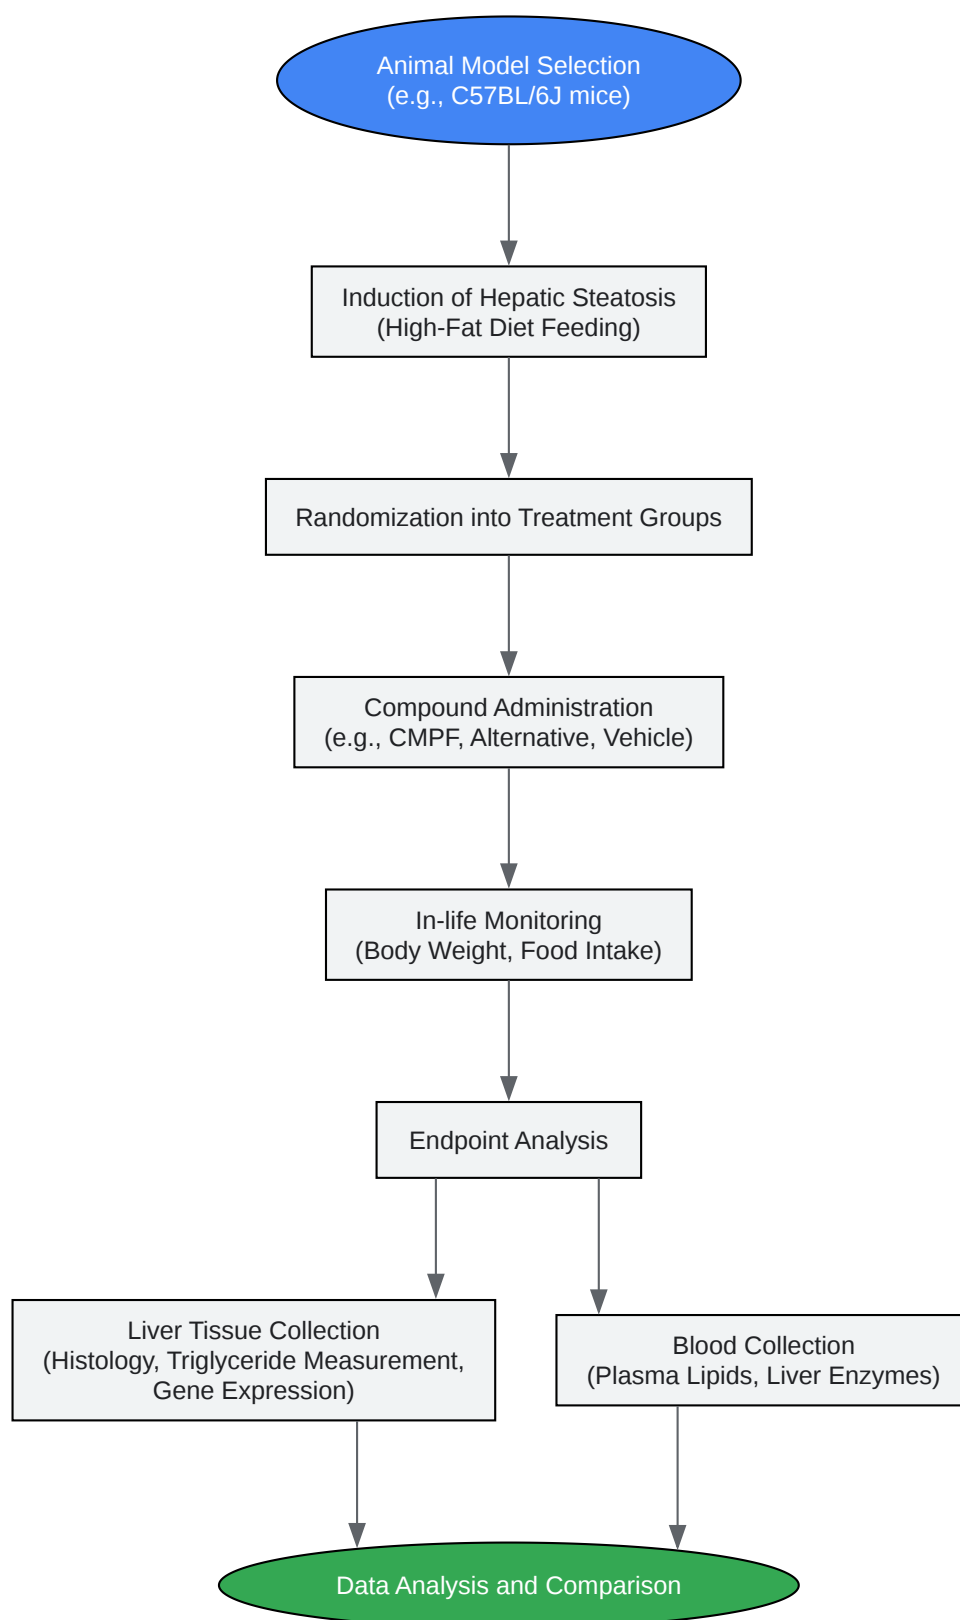 Animal Model Selection
(e.g., C57BL/6J mice)
Induction of Hepatic Steatosis
(High-Fat Diet Feeding)
Randomization into Treatment Groups
Compound Administration
(e.g., CMPF, Alternative, Vehicle)
In-life Monitoring
(Body Weight, Food Intake)
Endpoint Analysis
Liver Tissue Collection
(Histology, Triglyceride Measurement,
Gene Expression)
Blood Collection
(Plasma Lipids, Liver Enzymes)
Data Analysis and Comparison